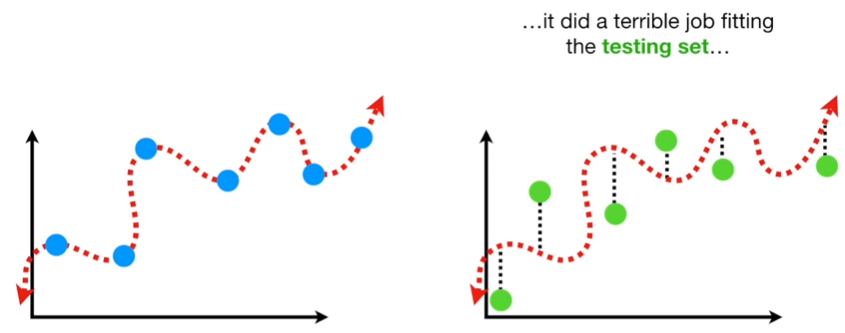 …it did a terrible job fitting
the testing set…